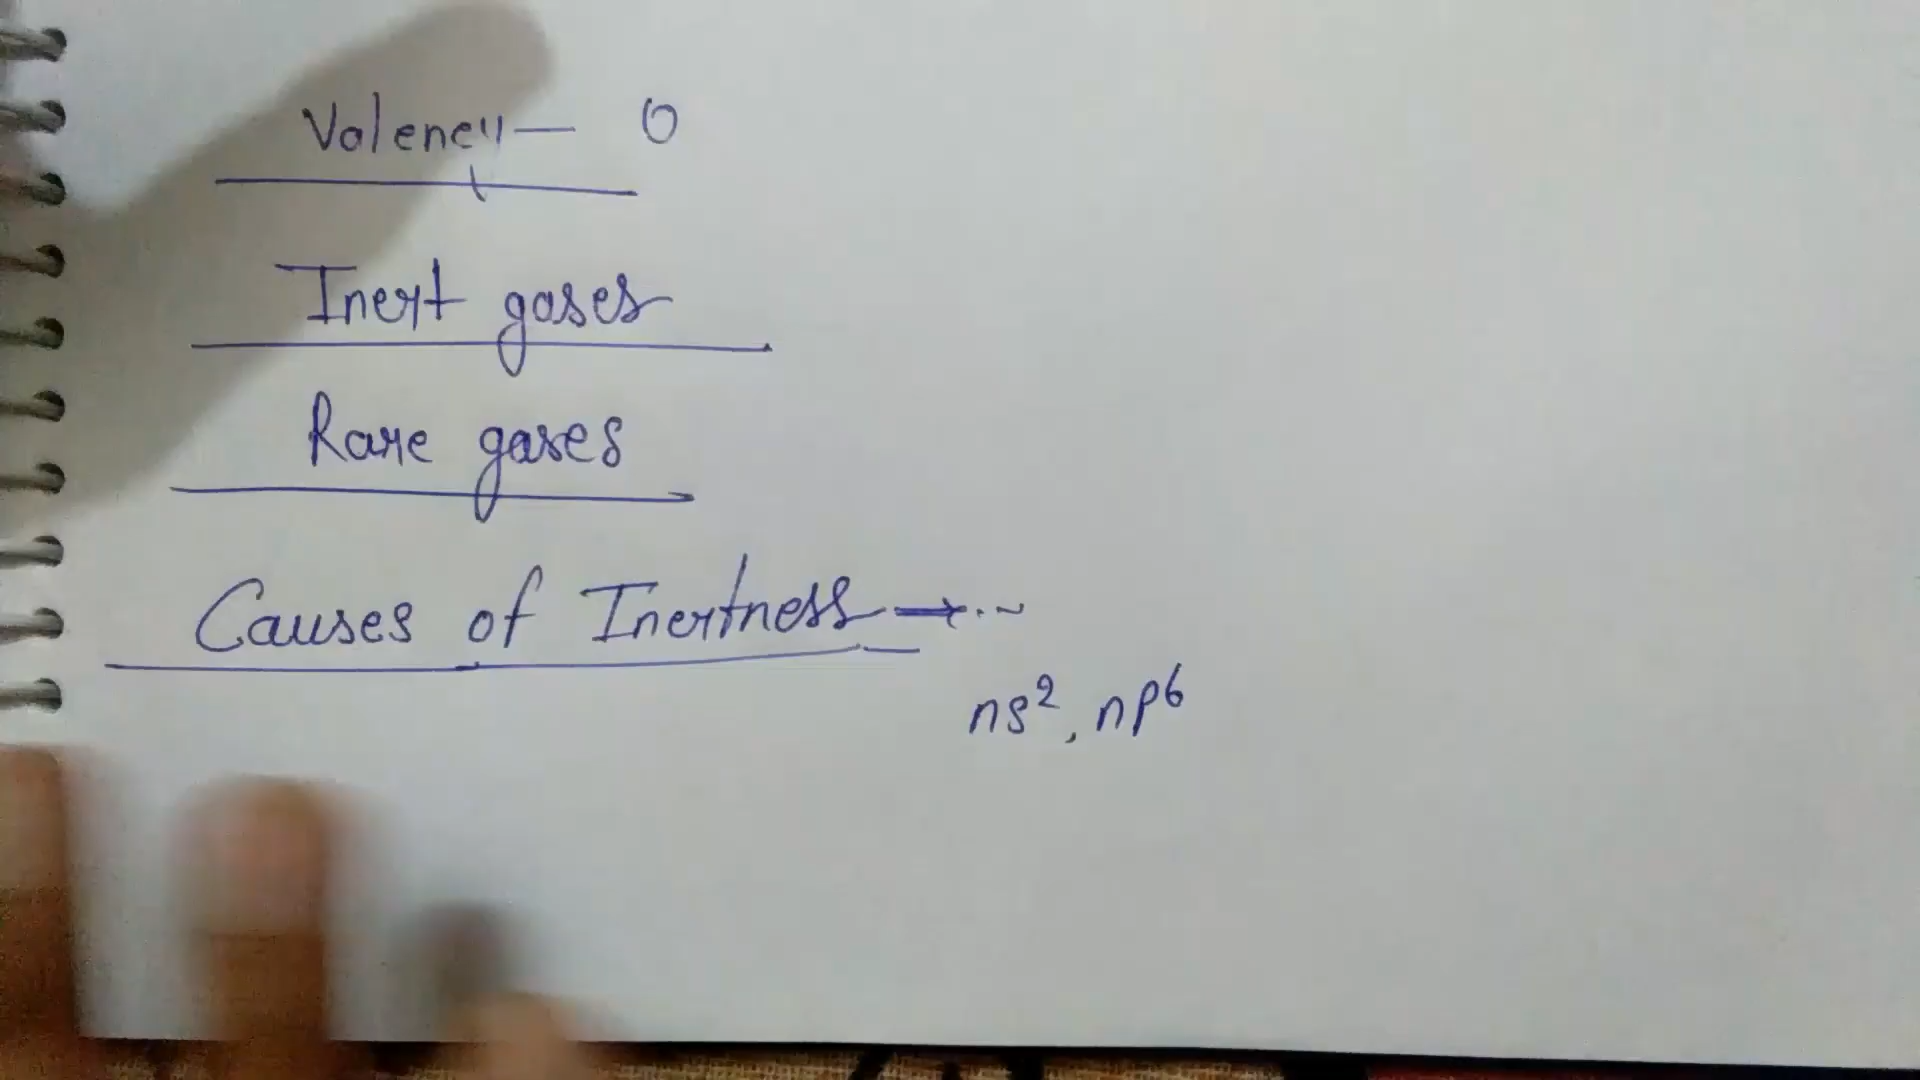 Valency — 0
Inert gases
Rare gases
Causes of Inertness →
ns², np⁶